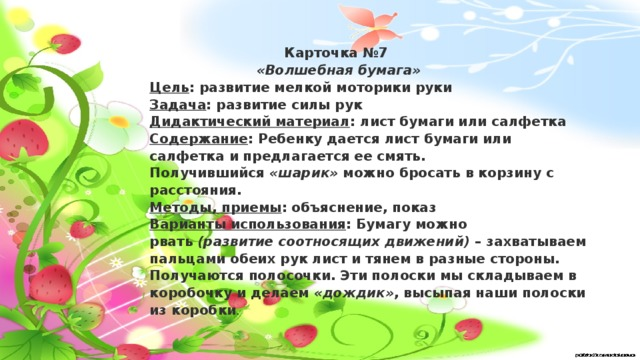 Карточка №7
«Волшебная бумага»
Цель: развитие мелкой моторики руки
Задача: развитие силы рук
Дидактический материал: лист бумаги или салфетка
Содержание: Ребенку дается лист бумаги или
салфетка и предлагается ее смять.
Получившийся «шарик» можно бросать в корзину с
расстояния.
Методы, приемы: объяснение, показ
Варианты использования: Бумагу можно
рвать (развитие соотносящих движений) – захватываем
пальцами обеих рук лист и тянем в разные стороны.
Получаются полосочки. Эти полоски мы складываем в
коробочку и делаем «дождик», высыпая наши полоски
из коробки.